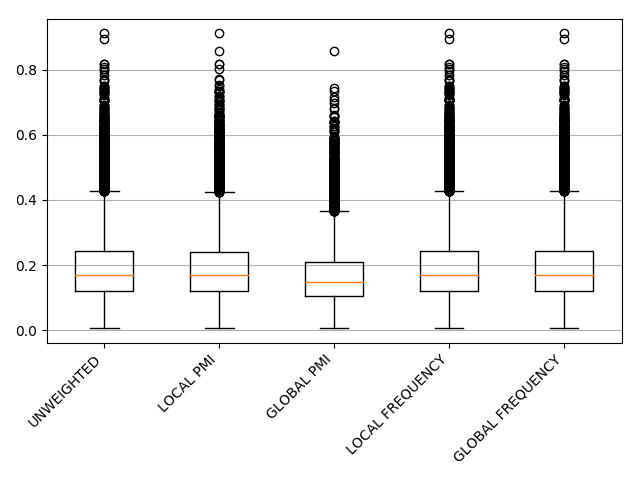 0.8
0.6
0.4
0.2
0.0
UNWEIGHTED
LOCAL PMI
GLOBAL PMI
LOCAL FREQUENCY
GLOBAL FREQUENCY